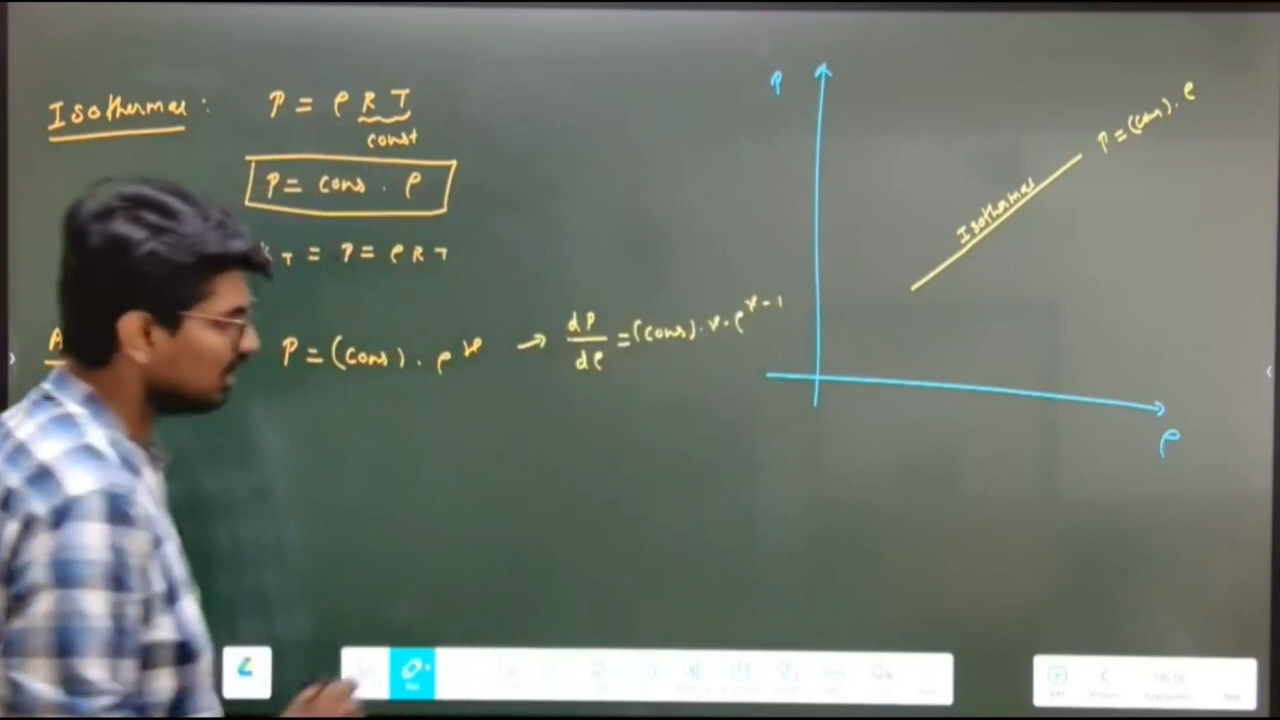 Isothermal : P = ρ R T
const
P = cons . ρ
K T = P = ρ R T
A
P = (cons) . ρ^γ → dP/dρ = (cons) . γ . ρ^γ-1
P
P = (cons) . ρ
Isothermal
ρ